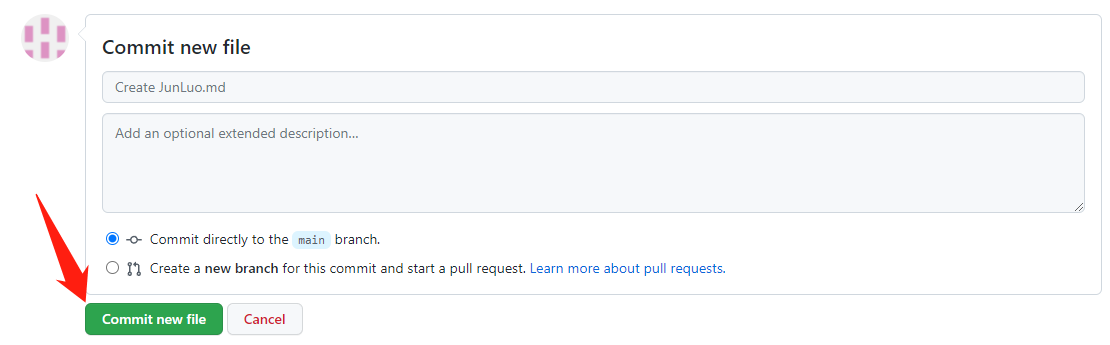 Commit new file
Create JunLuo.md
Add an optional extended description...
Commit directly to the main branch.
Create a new branch for this commit and start a pull request. Learn more about pull requests.
Commit new file
Cancel